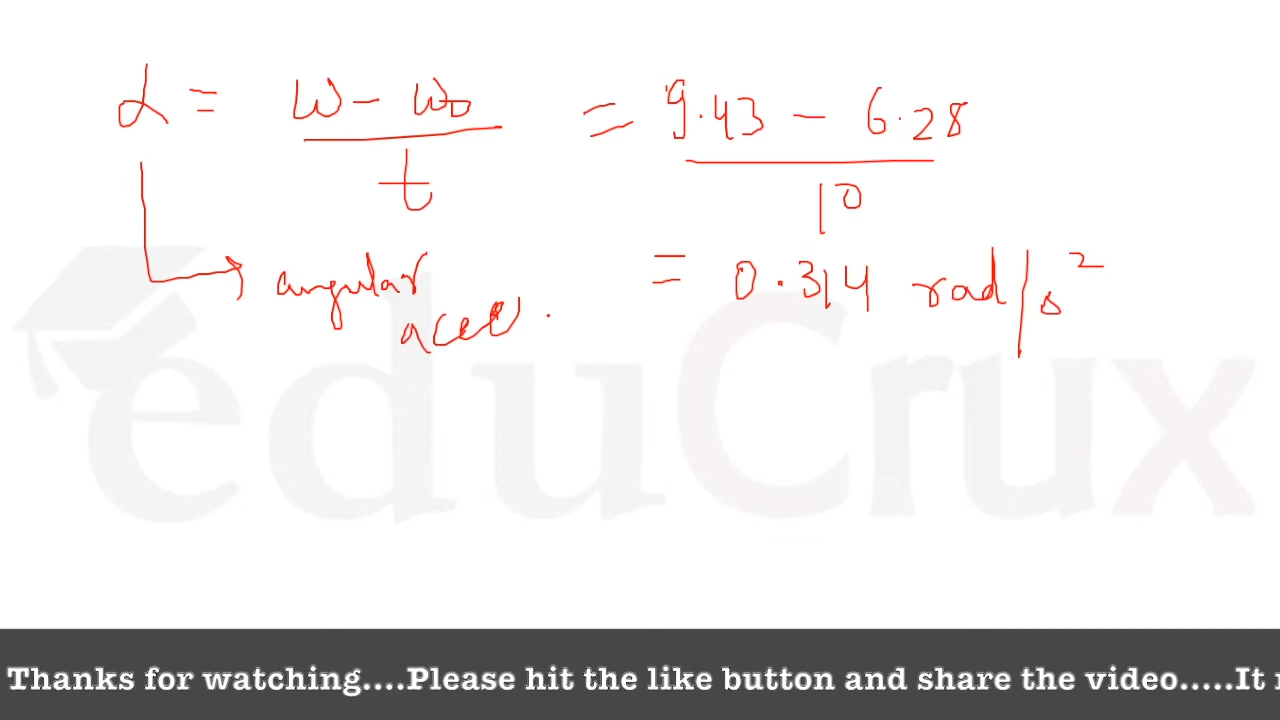 α = ω - ω₀ / t = 9.43 - 6.28 / 10
= 0.314 rad/s²
angular
accel.
eduCrux
Thanks for watching....Please hit the like button and share the video.....It